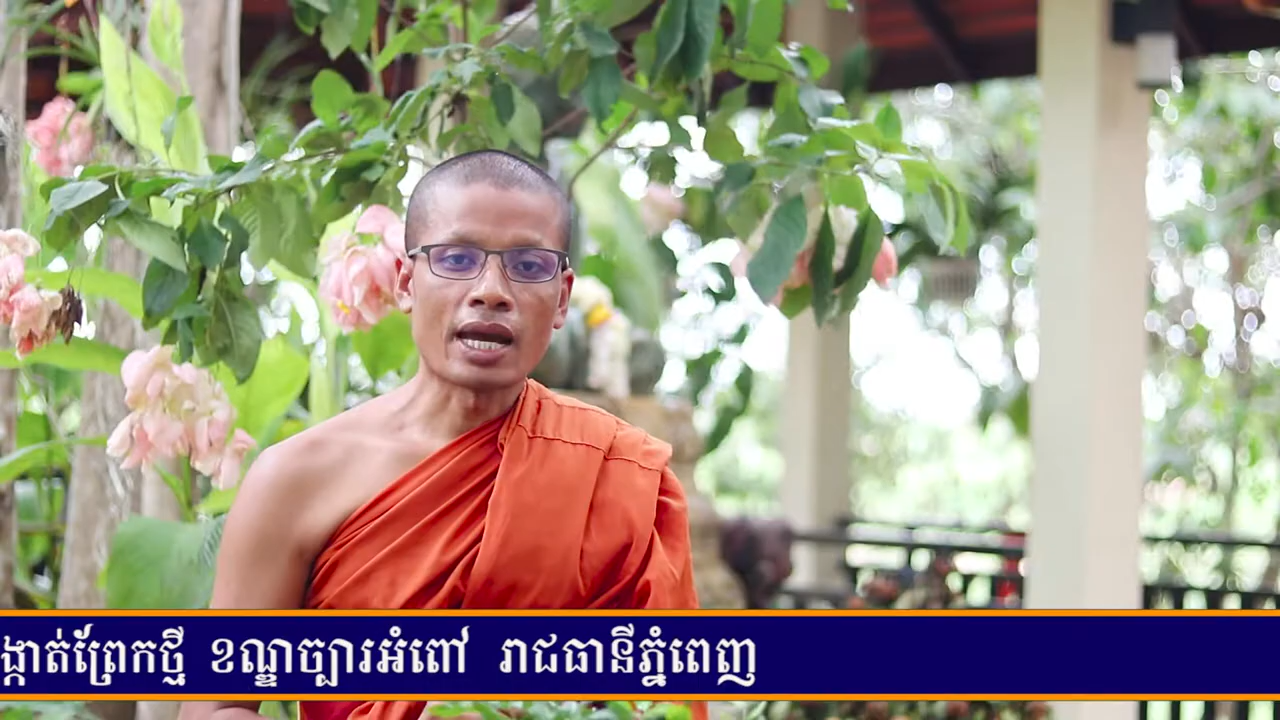 ង្កាត់ព្រែកថ្មី ខណ្ឌច្បារអំពៅ រាជធានីភ្នំពេញ